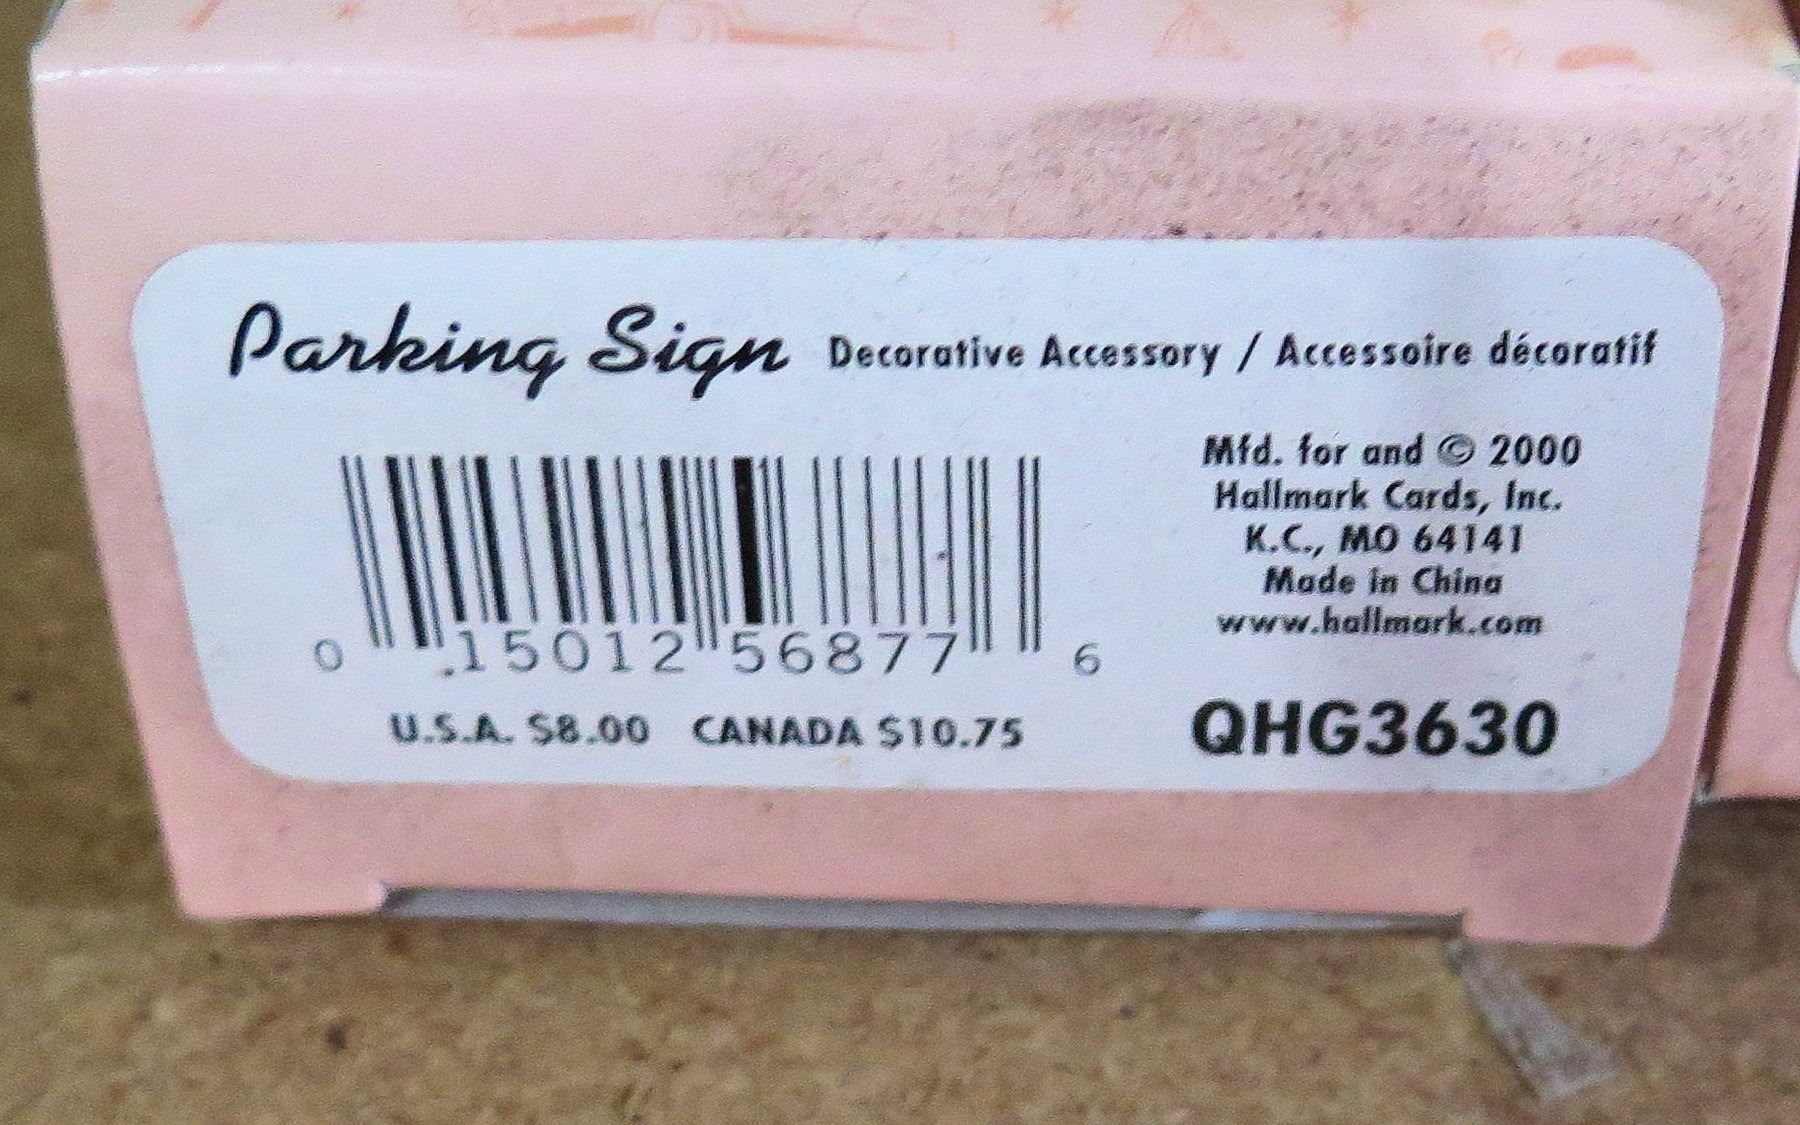 Parking Sign Decorative Accessory / Accessoire décoratif
Mfd. for and © 2000
Hallmark Cards, Inc.
K.C., MO 64141
Made in China
www.hallmark.com
0 15012 56877 6
U.S.A. $8.00 CANADA $10.75
QHG3630